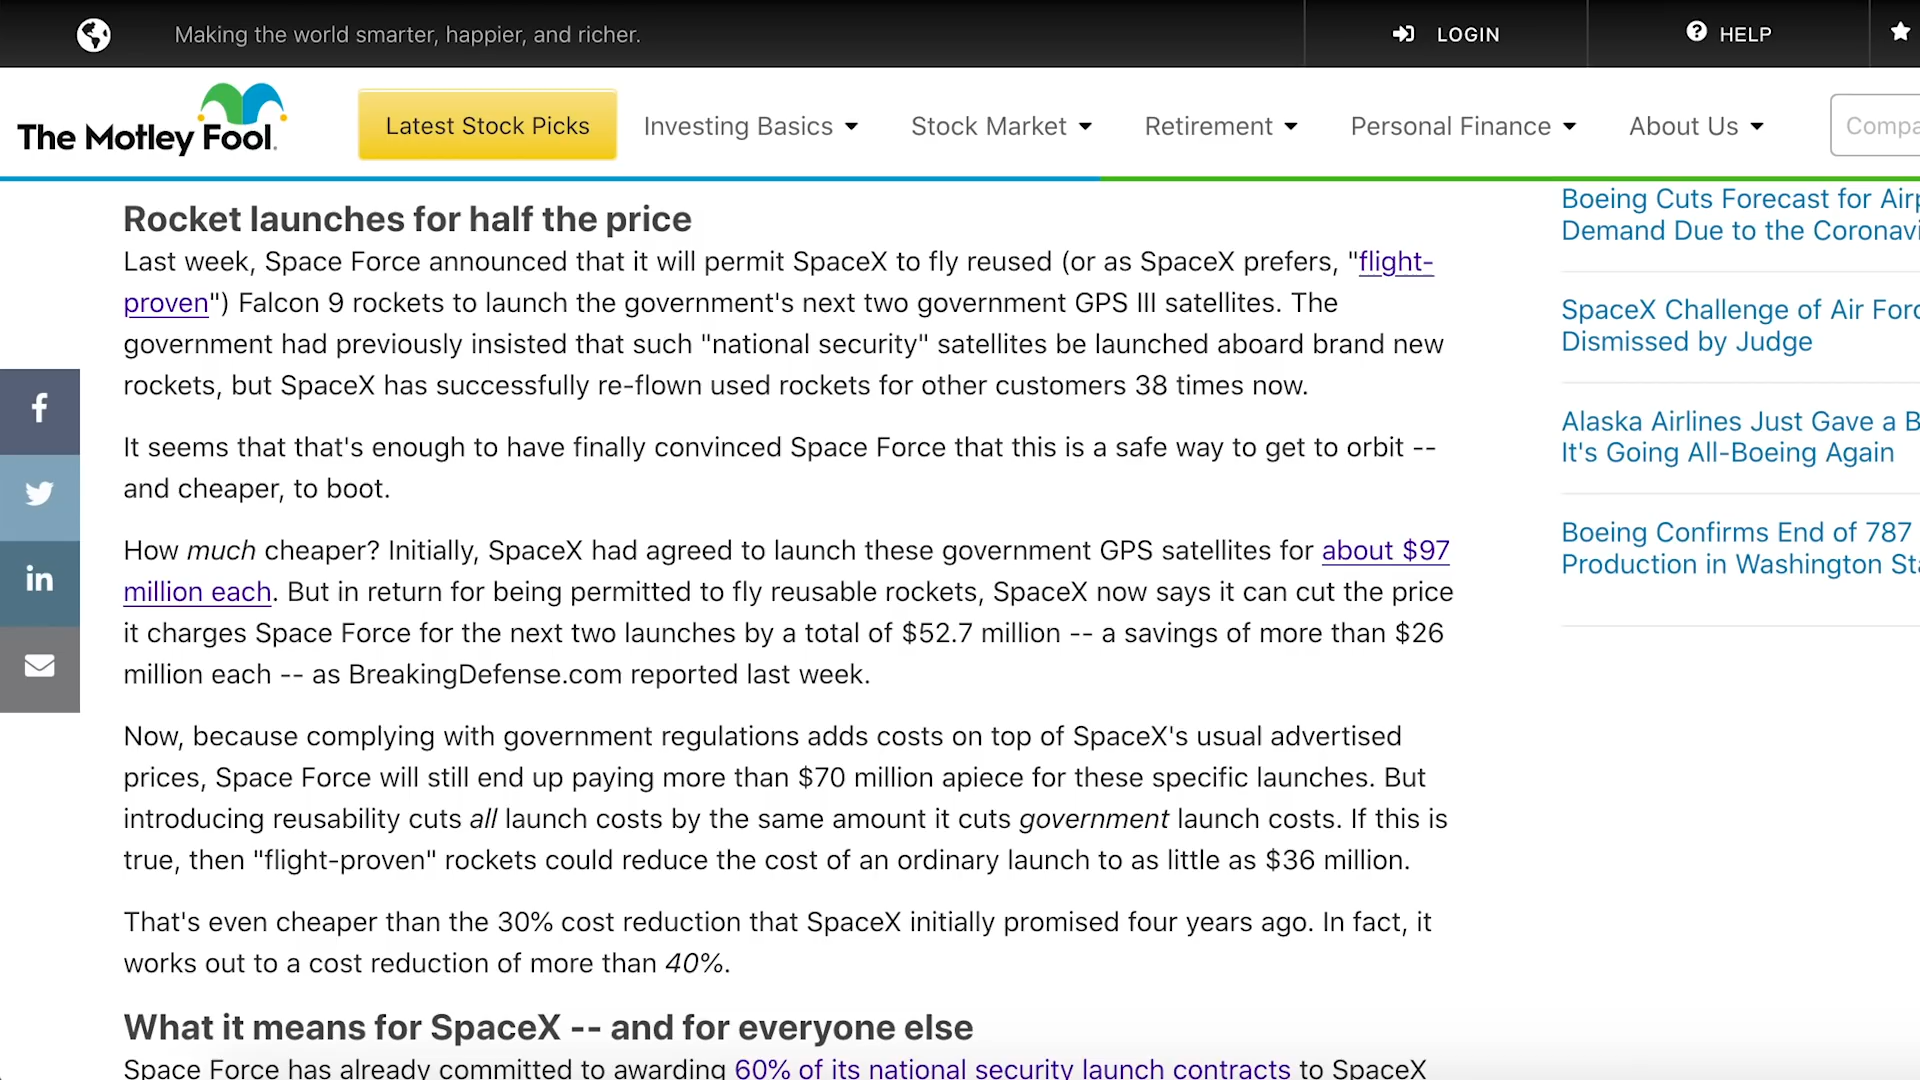 Making the world smarter, happier, and richer.
LOGIN
HELP
The Motley Fool.
Latest Stock Picks
Investing Basics
Stock Market
Retirement
Personal Finance
About Us
Compa
Rocket launches for half the price
Last week, Space Force announced that it will permit SpaceX to fly reused (or as SpaceX prefers, "flight-
proven") Falcon 9 rockets to launch the government's next two government GPS III satellites. The
government had previously insisted that such "national security" satellites be launched aboard brand new
rockets, but SpaceX has successfully re-flown used rockets for other customers 38 times now.
It seems that that's enough to have finally convinced Space Force that this is a safe way to get to orbit --
and cheaper, to boot.
How much cheaper? Initially, SpaceX had agreed to launch these government GPS satellites for about $97
million each. But in return for being permitted to fly reusable rockets, SpaceX now says it can cut the price
it charges Space Force for the next two launches by a total of $52.7 million -- a savings of more than $26
million each -- as BreakingDefense.com reported last week.
Now, because complying with government regulations adds costs on top of SpaceX's usual advertised
prices, Space Force will still end up paying more than $70 million apiece for these specific launches. But
introducing reusability cuts all launch costs by the same amount it cuts government launch costs. If this is
true, then "flight-proven" rockets could reduce the cost of an ordinary launch to as little as $36 million.
That's even cheaper than the 30% cost reduction that SpaceX initially promised four years ago. In fact, it
works out to a cost reduction of more than 40%.
What it means for SpaceX -- and for everyone else
Space Force has already committed to awarding 60% of its national security launch contracts to SpaceX
Boeing Cuts Forecast for Airp
Demand Due to the Coronavi
SpaceX Challenge of Air Forc
Dismissed by Judge
Alaska Airlines Just Gave a B
It's Going All-Boeing Again
Boeing Confirms End of 787
Production in Washington Sta